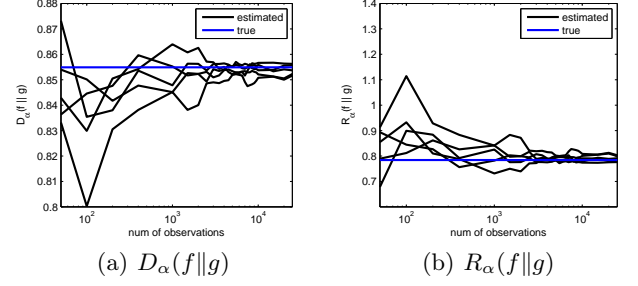 0.88
0.87
0.86
0.85
0.84
0.83
0.82
0.81
0.8
D_α(f || g)
10^2
10^3
10^4
num of observations
estimated
true
(a) D_α(f‖g)
1.4
1.3
1.2
1.1
1
0.9
0.8
0.7
R_α(f || g)
10^2
10^3
10^4
num of observations
estimated
true
(b) R_α(f‖g)